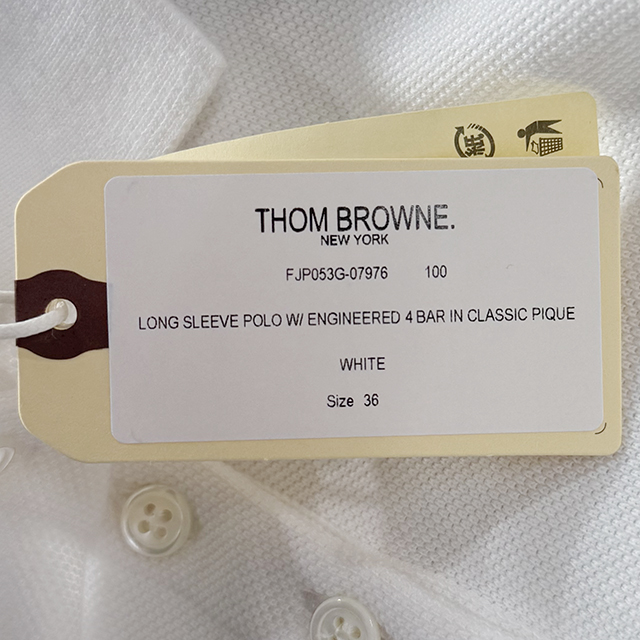 紙
THOM BROWNE.
NEW YORK
FJP053G-07976 100
LONG SLEEVE POLO W/ ENGINEERED 4 BAR IN CLASSIC PIQUE
WHITE
Size 36